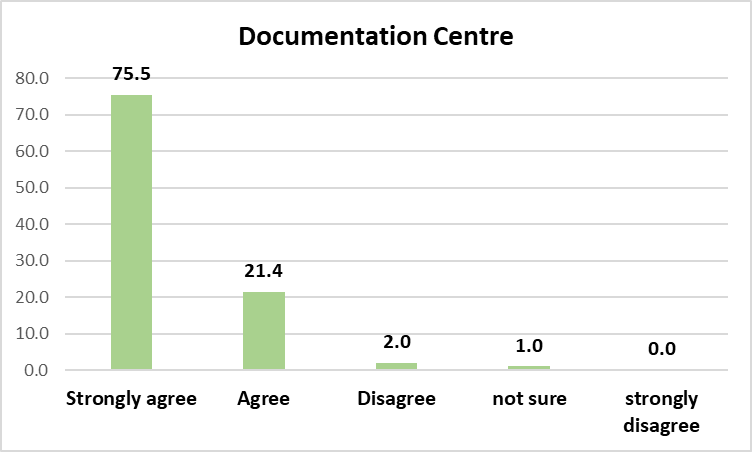 Documentation Centre
75.5
21.4
2.0
1.0
0.0
80.0
70.0
60.0
50.0
40.0
30.0
20.0
10.0
0.0
Strongly agree
Agree
Disagree
not sure
strongly
disagree